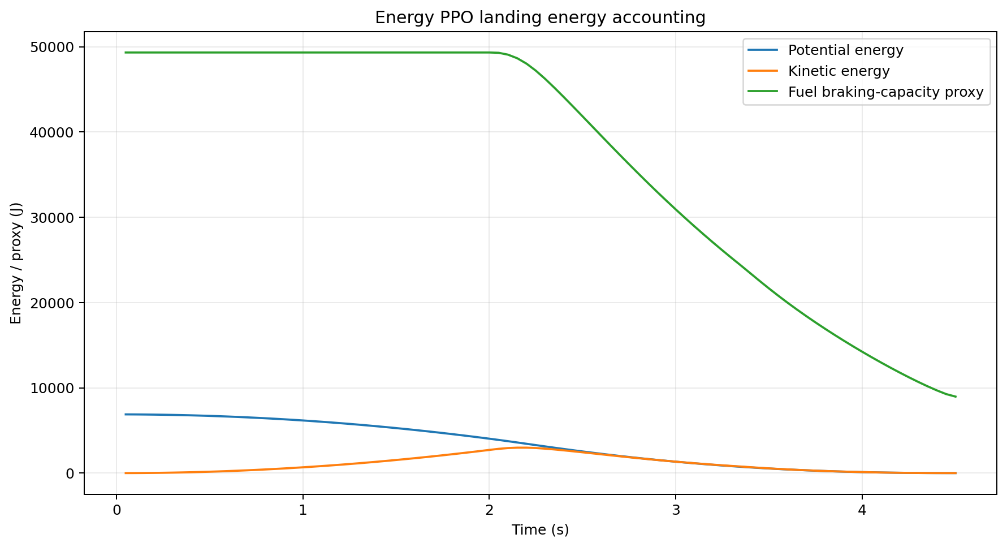 Energy PPO landing energy accounting
Potential energy
Kinetic energy
Fuel braking-capacity proxy
Energy / proxy (J)
50000
40000
30000
20000
10000
0
0 1 2 3 4
Time (s)